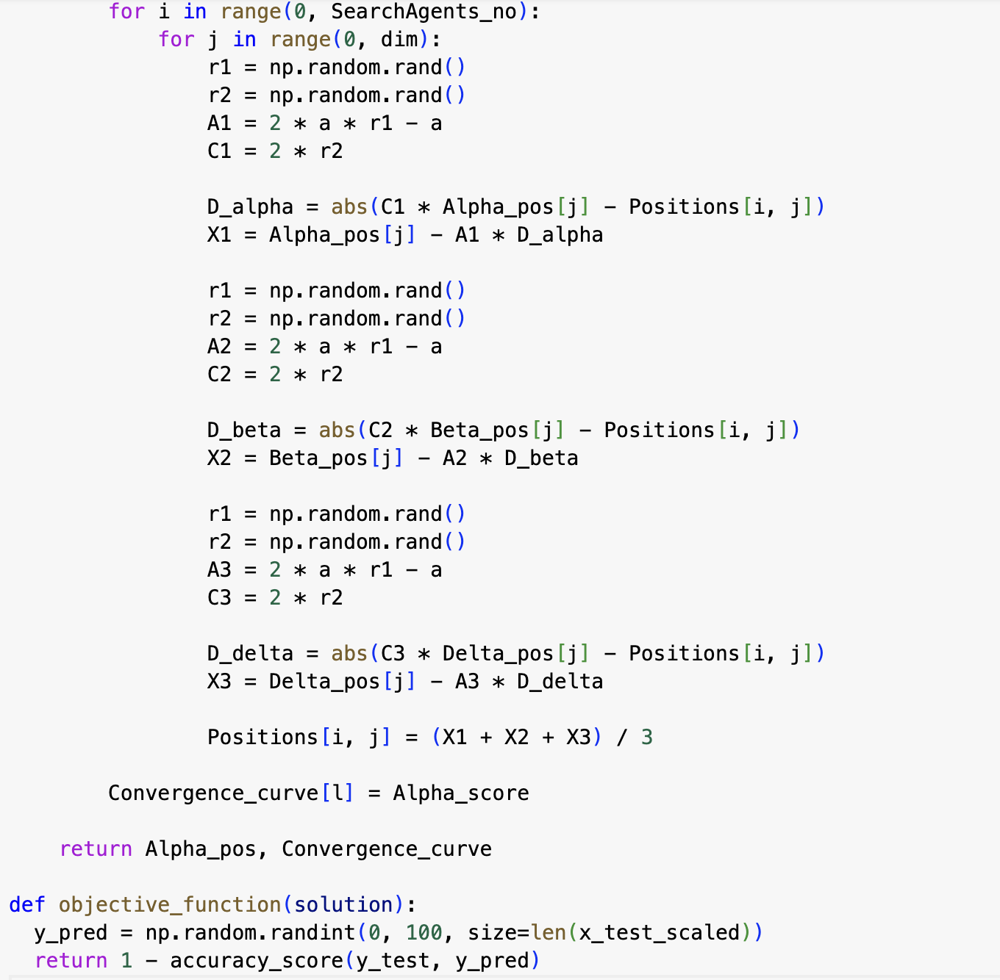 for i in range(0, SearchAgents_no):
for j in range(0, dim):
r1 = np.random.rand()
r2 = np.random.rand()
A1 = 2 * a * r1 - a
C1 = 2 * r2
D_alpha = abs(C1 * Alpha_pos[j] - Positions[i, j])
X1 = Alpha_pos[j] - A1 * D_alpha
r1 = np.random.rand()
r2 = np.random.rand()
A2 = 2 * a * r1 - a
C2 = 2 * r2
D_beta = abs(C2 * Beta_pos[j] - Positions[i, j])
X2 = Beta_pos[j] - A2 * D_beta
r1 = np.random.rand()
r2 = np.random.rand()
A3 = 2 * a * r1 - a
C3 = 2 * r2
D_delta = abs(C3 * Delta_pos[j] - Positions[i, j])
X3 = Delta_pos[j] - A3 * D_delta
Positions[i, j] = (X1 + X2 + X3) / 3
Convergence_curve[l] = Alpha_score
return Alpha_pos, Convergence_curve
def objective_function(solution):
y_pred = np.random.randint(0, 100, size=len(x_test_scaled))
return 1 - accuracy_score(y_test, y_pred)